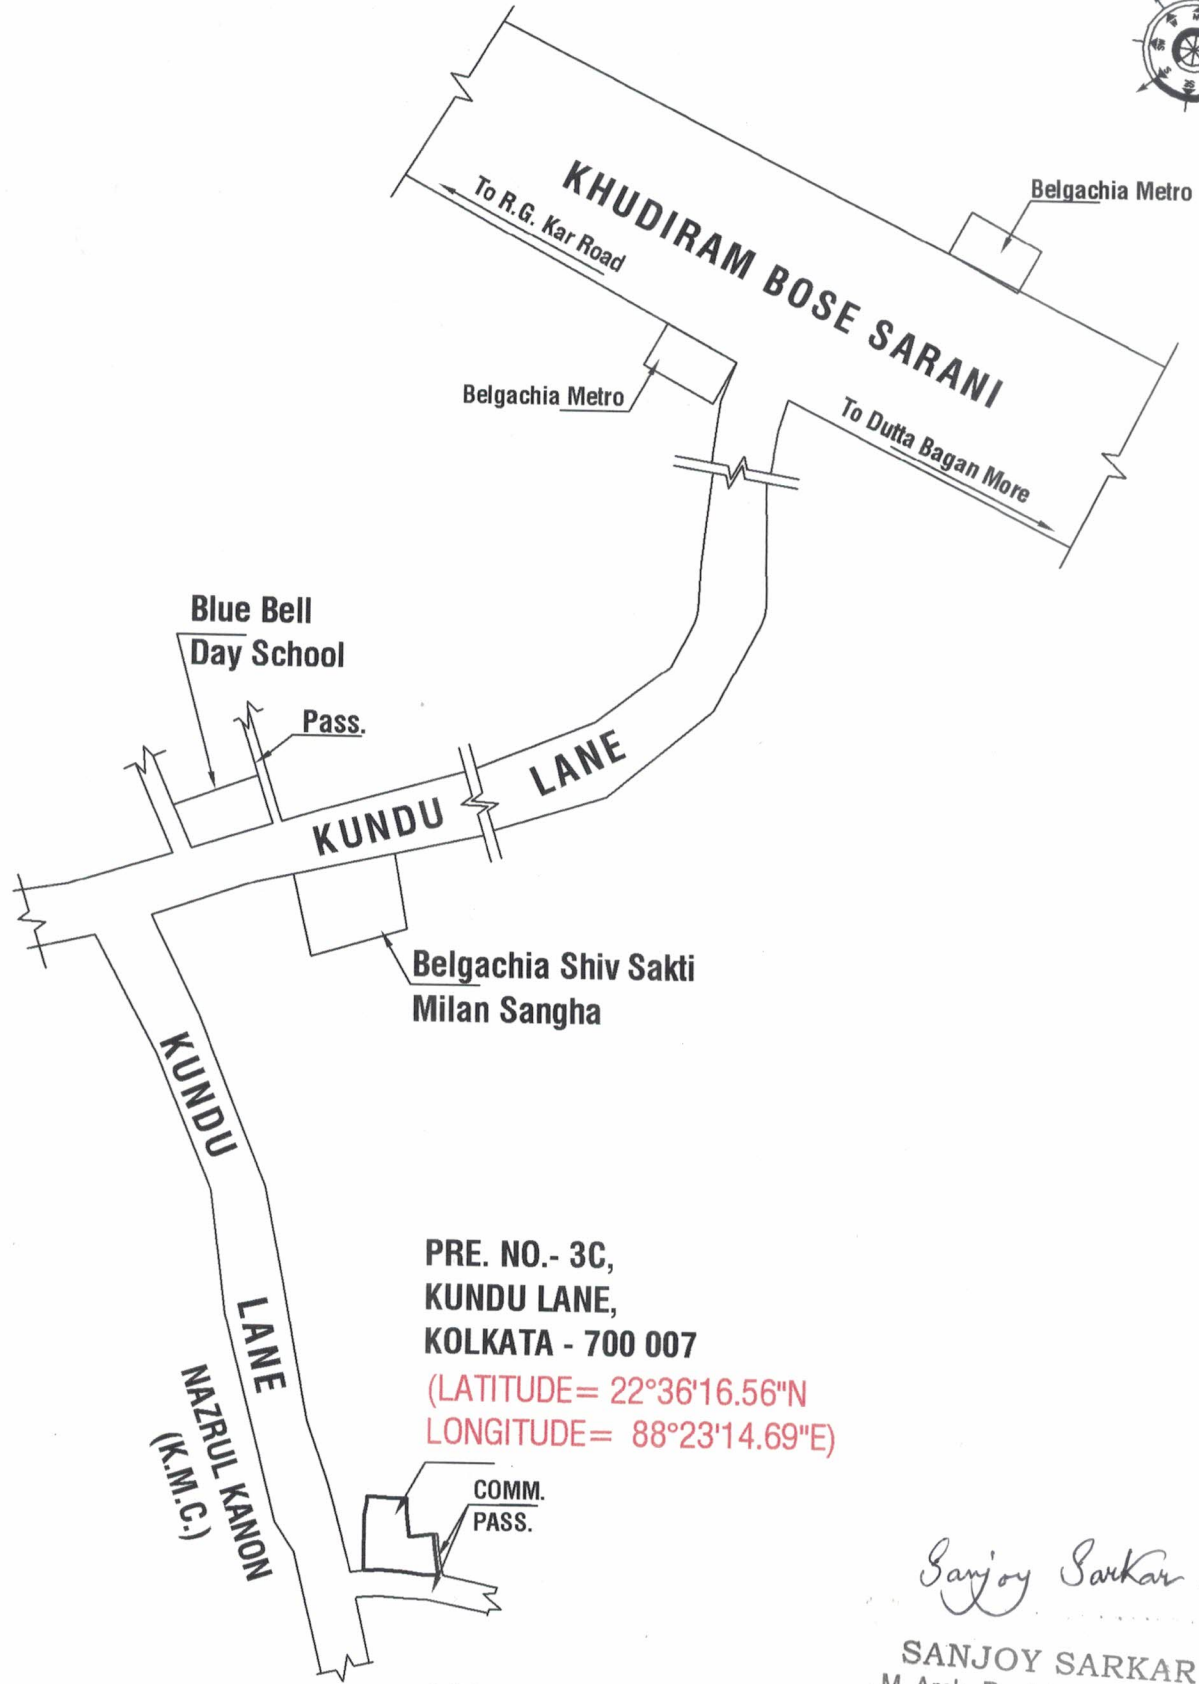 Belgachia Metro
KHUDIRAM BOSE SARANI
To R.G. Kar Road
Belgachia Metro
To Dutta Bagan More
Blue Bell
Day School
Pass.
KUNDU LANE
Belgachia Shiv Sakti
Milan Sangha
KUNDU LANE
PRE. NO.- 3C,
KUNDU LANE,
KOLKATA - 700 007
(LATITUDE= 22°36'16.56"N
LONGITUDE= 88°23'14.69"E)
NAZRUL KANON
(K.M.C.)
COMM.
PASS.
Sanjoy Sarkar
SANJOY SARKAR